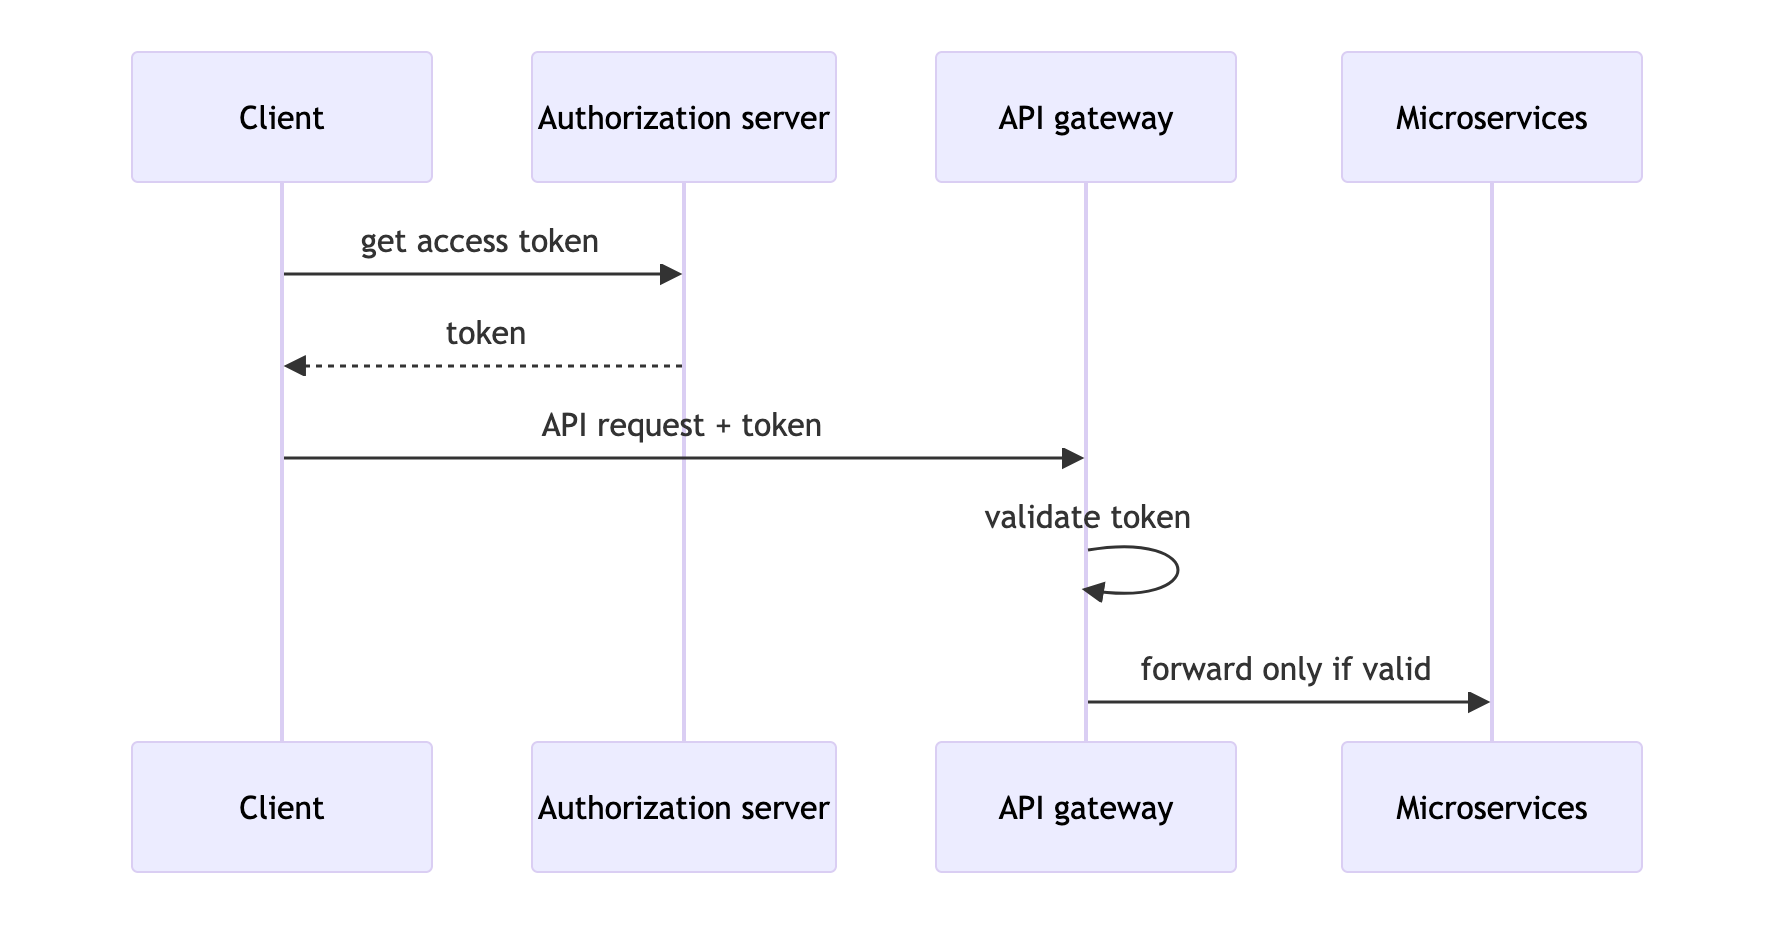 Client
Authorization server
API gateway
Microservices
get access token
token
API request + token
validate token
forward only if valid
Client
Authorization server
API gateway
Microservices